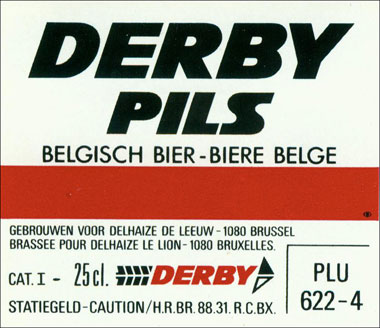 DERBY
PILS
BELGISCH BIER-BIERE BELGE
GEBROUWEN VOOR DELHAIZE DE LEEUW-1080 BRUSSEL
BRASSEE POUR DELHAIZE LE LION-1080 BRUXELLES.
CAT. I - 25 cl. DERBY
STATIEGELD-CAUTION/H.R.BR.88.31. R.C.BX.
PLU
622-4